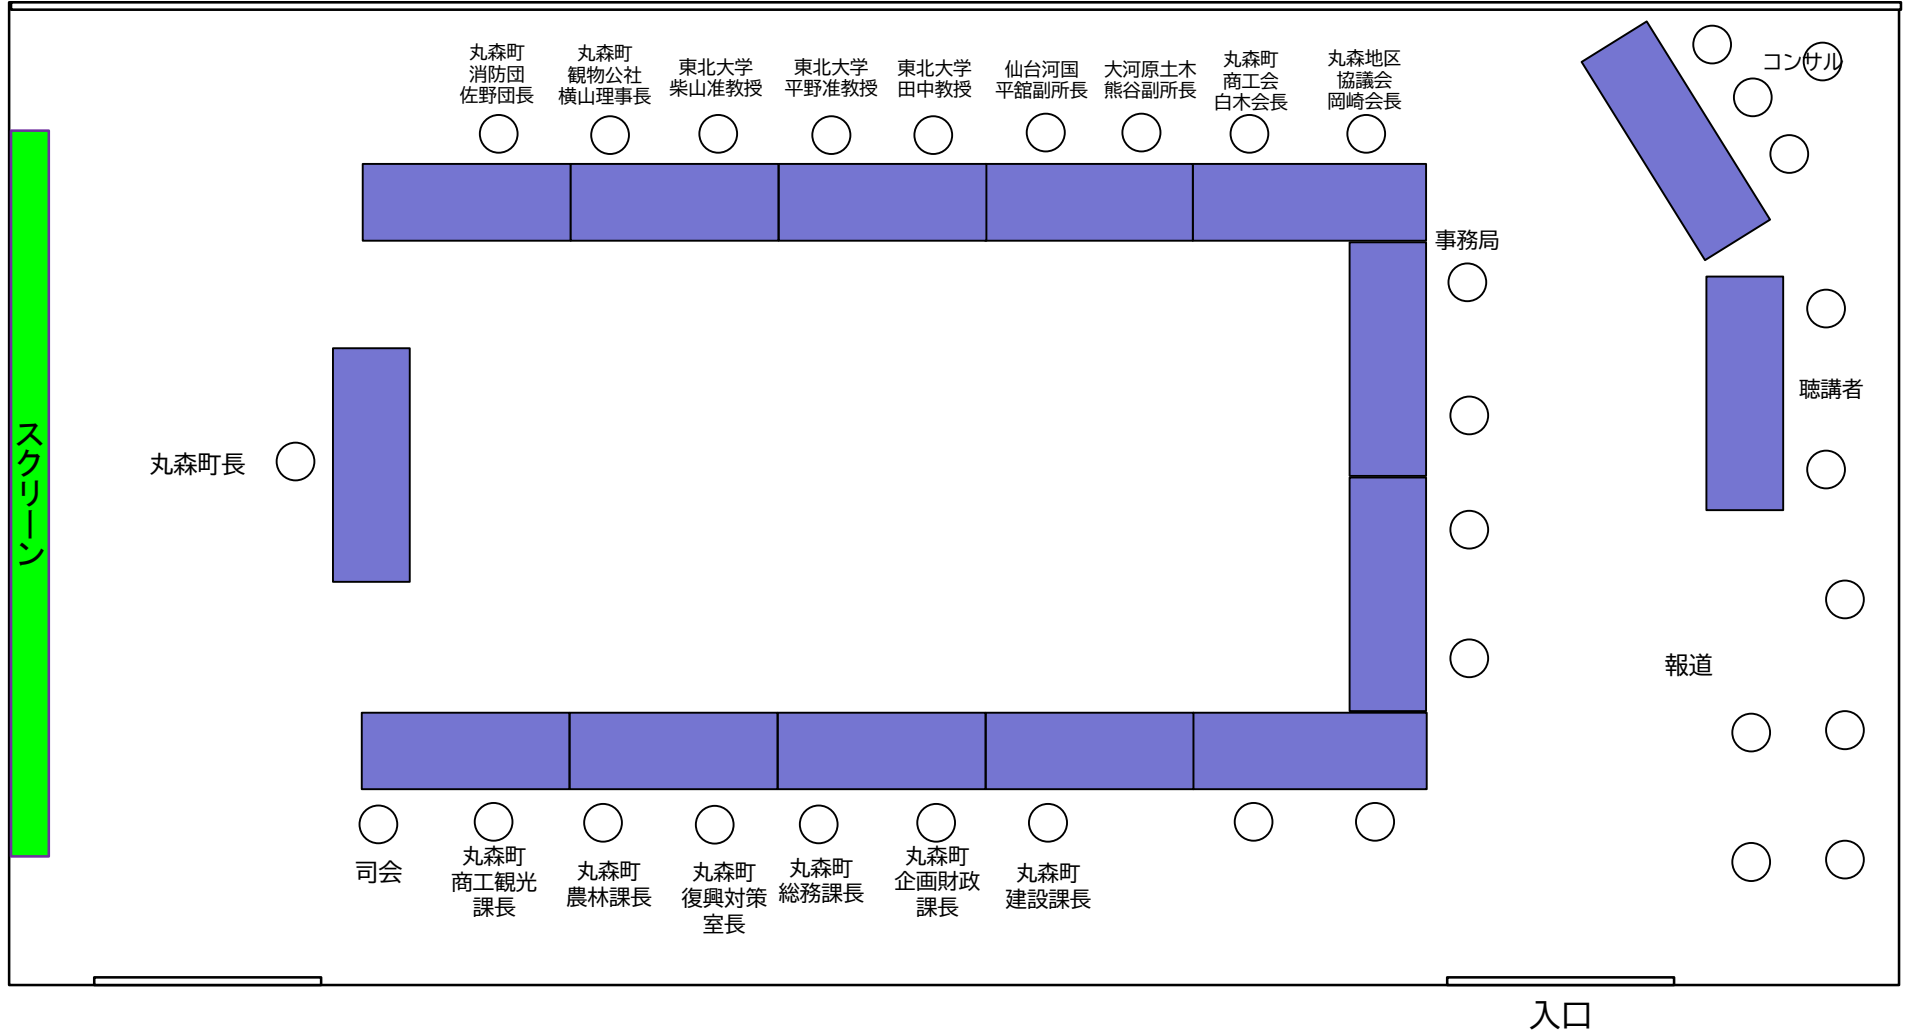 丸森町
消防団
佐野団長
丸森町
観物公社
横山理事長
東北大学
柴山准教授
東北大学
平野准教授
東北大学
田中教授
仙台河国
平舘副所長
大河原土木
熊谷副所長
丸森町
商工会
白木会長
丸森地区
協議会
岡崎会長
コンサル
事務局
聴講者
スクリーン
丸森町長
報道
司会
丸森町
商工観光
課長
丸森町
農林課長
丸森町
復興対策
室長
丸森町
総務課長
丸森町
企画財政
課長
丸森町
建設課長
入口